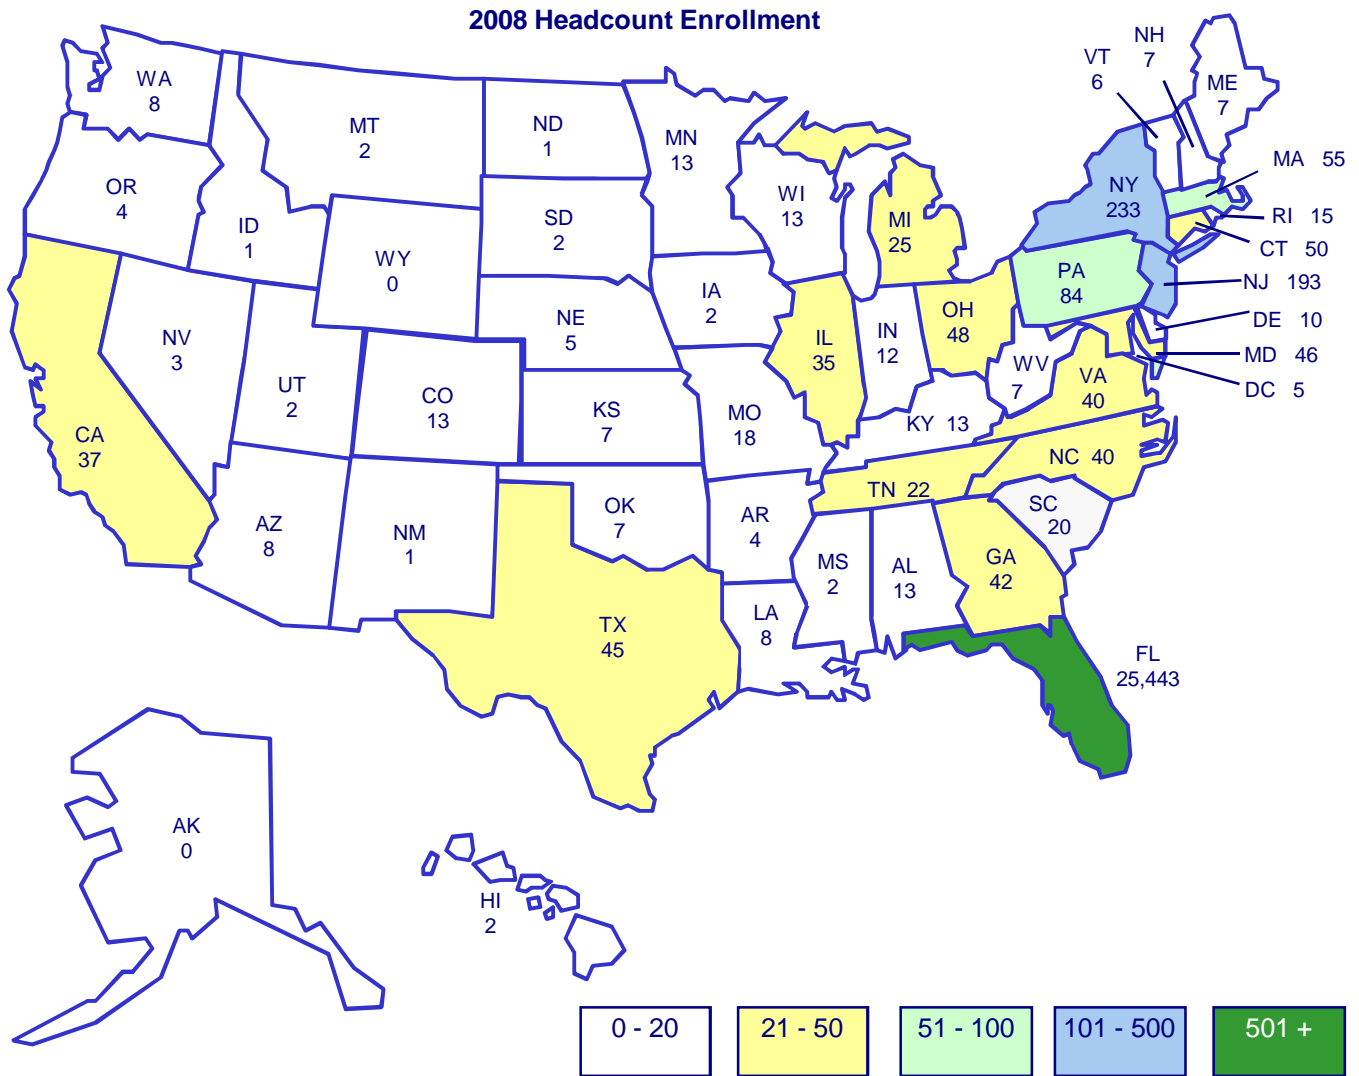 2008 Headcount Enrollment
WA
8
OR
4
MT
2
ID
1
WY
0
ND
1
SD
2
NE
5
MN
13
WI
13
MI
25
IA
2
IL
35
IN
12
OH
48
PA
84
NY
233
VT
6
NH
7
ME
7
MA 55
RI 15
CT 50
NJ 193
DE 10
MD 46
DC 5
WV
7
VA
40
KY 13
NC 40
TN 22
SC
20
GA
42
AL
13
MS
2
LA
8
AR
4
MO
18
KS
7
OK
7
TX
45
CO
13
NM
1
UT
2
NV
3
AZ
8
CA
37
FL
25,443
AK
0
HI
2
0 - 20
21 - 50
51 - 100
101 - 500
501 +